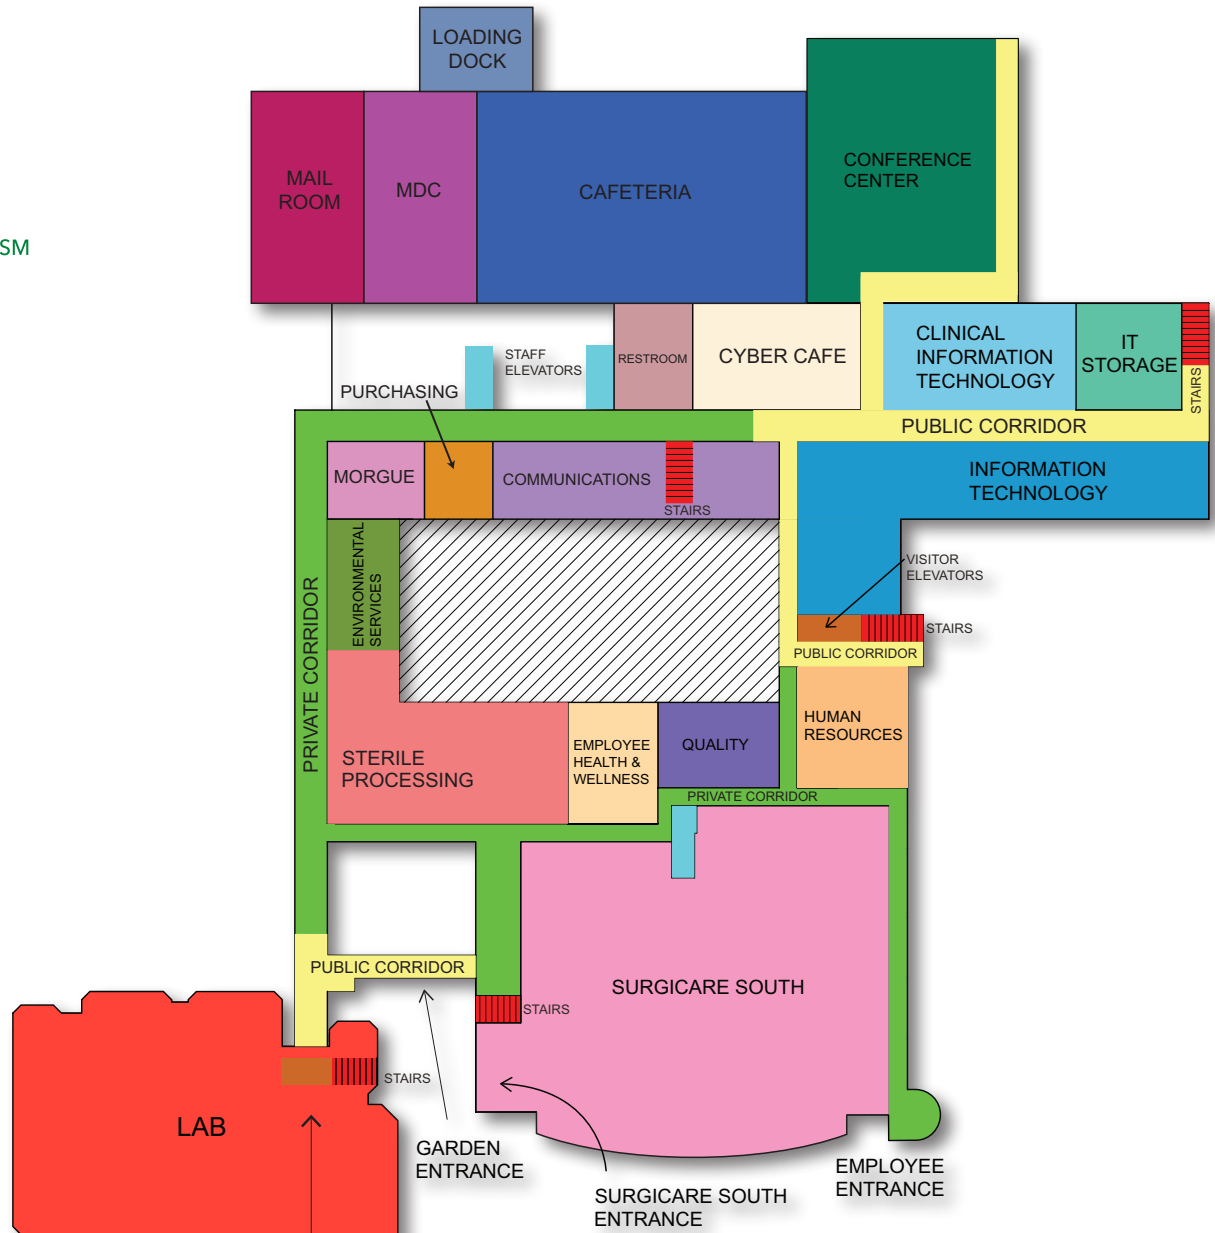 LOADING
DOCK
MAIL
ROOM
MDC
CAFETERIA
CONFERENCE
CENTER
SM
STAFF
ELEVATORS
RESTROOM
CYBER CAFE
CLINICAL
INFORMATION
TECHNOLOGY
IT
STORAGE
STAIRS
PURCHASING
PUBLIC CORRIDOR
MORGUE
COMMUNICATIONS
STAIRS
INFORMATION
TECHNOLOGY
ENVIRONMENTAL
SERVICES
PRIVATE CORRIDOR
VISITOR
ELEVATORS
STAIRS
PUBLIC CORRIDOR
STERILE
PROCESSING
EMPLOYEE
HEALTH &
WELLNESS
QUALITY
HUMAN
RESOURCES
PRIVATE CORRIDOR
PUBLIC CORRIDOR
SURGICARE SOUTH
STAIRS
STAIRS
LAB
GARDEN
ENTRANCE
SURGICARE SOUTH
ENTRANCE
EMPLOYEE
ENTRANCE